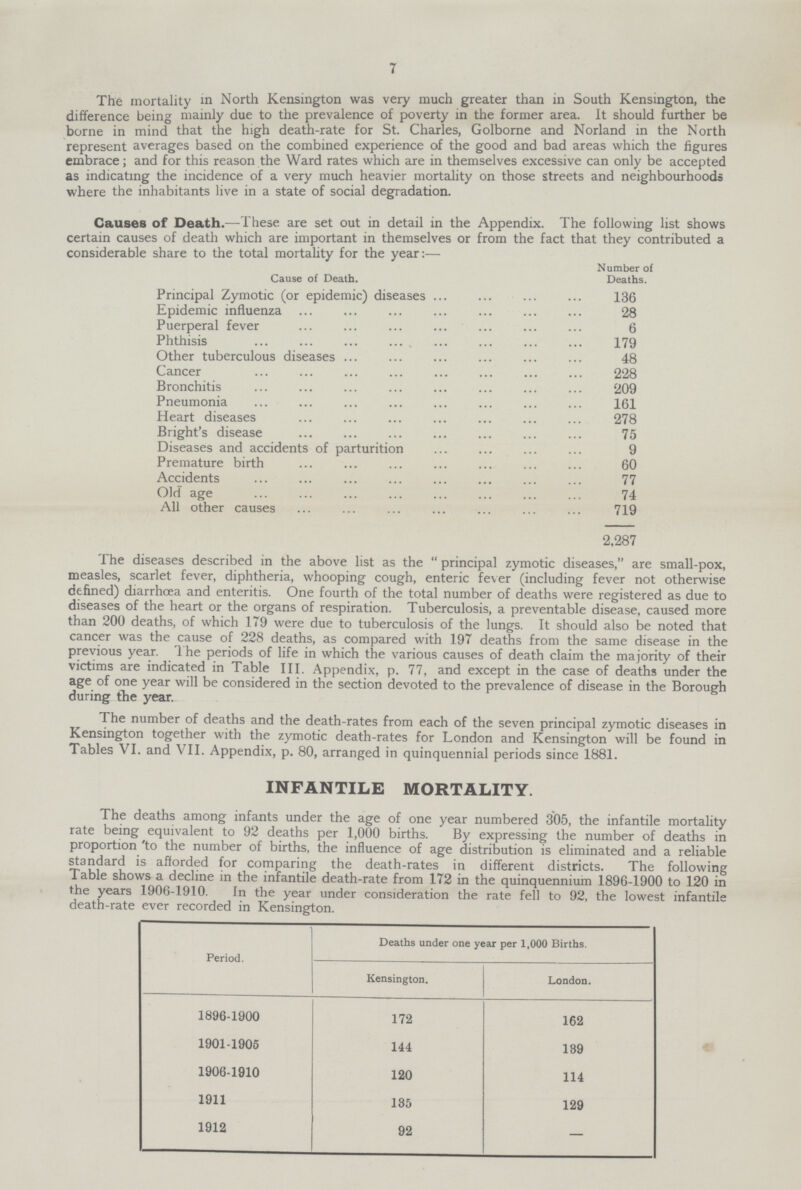 7
The mortality in North Kensington was very much greater than in South Kensington, the
difference being mainly due to the prevalence of poverty in the former area. It should further be
borne in mind that the high death-rate for St. Charles, Golborne and Norland in the North
represent averages based on the combined experience of the good and bad areas which the figures
embrace; and for this reason the Ward rates which are in themselves excessive can only be accepted
as indicating the incidence of a very much heavier mortality on those streets and neighbourhoods
where the inhabitants live in a state of social degradation.
Causes of Death.—These are set out in detail in the Appendix. The following list shows
certain causes of death which are important in themselves or from the fact that they contributed a
considerable share to the total mortality for the year:—
Cause of Death. Number of Deaths.
Principal Zymotic (or epidemic) diseases ... ... ... ... 136
Epidemic influenza ... ... ... ... ... ... ... 28
Puerperal fever ... ... ... ... ... ... ... 6
Phthisis ... ... ... ... ... ... ... ... 179
Other tuberculous diseases ... ... ... ... ... ... 48
Cancer ... ... ... ... ... ... ... ... 228
Bronchitis ... ... ... ... ... ... ... ... 209
Pneumonia ... ... ... ... ... ... ... ... 161
Heart diseases ... ... ... ... ... ... ... 278
Bright's disease ... ... ... ... ... ... ... 75
Diseases and accidents of parturition ... ... ... ... 9
Premature birth ... ... ... ... ... ... ... 60
Accidents ... ... ... ... ... ... ... ... 77
Old age ... ... ... ... ... ... ... ... 74
All other causes ... ... ... ... ... ... ... 719
2,287
The diseases described in the above list as the "principal zymotic diseases," are small-pox,
measles, scarlet fever, diphtheria, whooping cough, enteric fever (including fever not otherwise
defined) diarrhœa and enteritis. One fourth of the total number of deaths were registered as due to
diseases of the heart or the organs of respiration. Tuberculosis, a preventable disease, caused more
than 200 deaths, of which 179 were due to tuberculosis of the lungs. It should also be noted that
cancer was the cause of 228 deaths, as compared with 197 deaths from the same disease in the
previous year. The periods of life in which the various causes of death claim the majority of their
victims are indicated in Table III. Appendix, p. 77, and except in the case of deaths under the
age of one year will be considered in the section devoted to the prevalence of disease in the Borough
during the year.
The number of deaths and the death-rates from each of the seven principal zymotic diseases in
Kensington together with the zymotic death-rates for London and Kensington will be found in
Tables VI. and VII. Appendix, p. 80, arranged in quinquennial periods since 1881.
INFANTILE MORTALITY.
The deaths among infants under the age of one year numbered 305, the infantile mortality
rate being equivalent to 92 deaths per 1,000 births. By expressing the number of deaths in
proportion to the number of births, the influence of age distribution is eliminated and a reliable
standard is afforded for comparing the death-rates in different districts. The following
Table shows a decline in the infantile death-rate from 172 in the quinquennium 1896-1900 to 120 in
the years 1906-1910. In the year under consideration the rate fell to 92, the lowest infantile
death-rate ever recorded in Kensington.
Period. Deaths under one year per 1,000 Births.
Kensington. London.
1896-1900 172 162
1901-1905 144 139
1906-1910 120 114
1911 135 129
1912 92 —